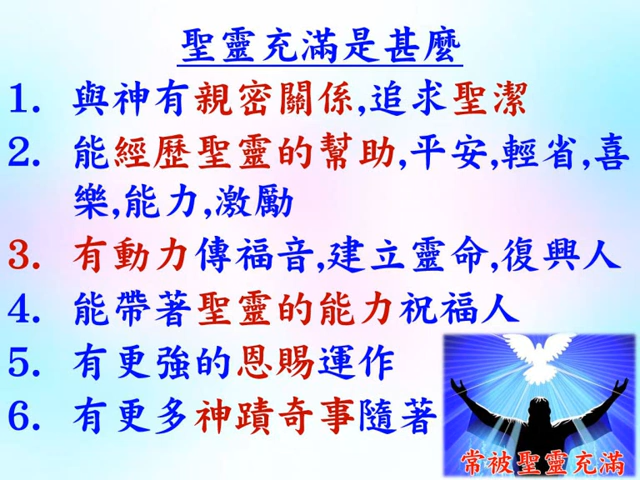 聖靈充滿是甚麼
1. 與神有親密關係,追求聖潔
2. 能經歷聖靈的幫助,平安,輕省,喜
樂,能力,激勵
3. 有動力傳福音,建立靈命,復興人
4. 能帶著聖靈的能力祝福人
5. 有更強的恩賜運作
6. 有更多神蹟奇事隨著
常被聖靈充滿